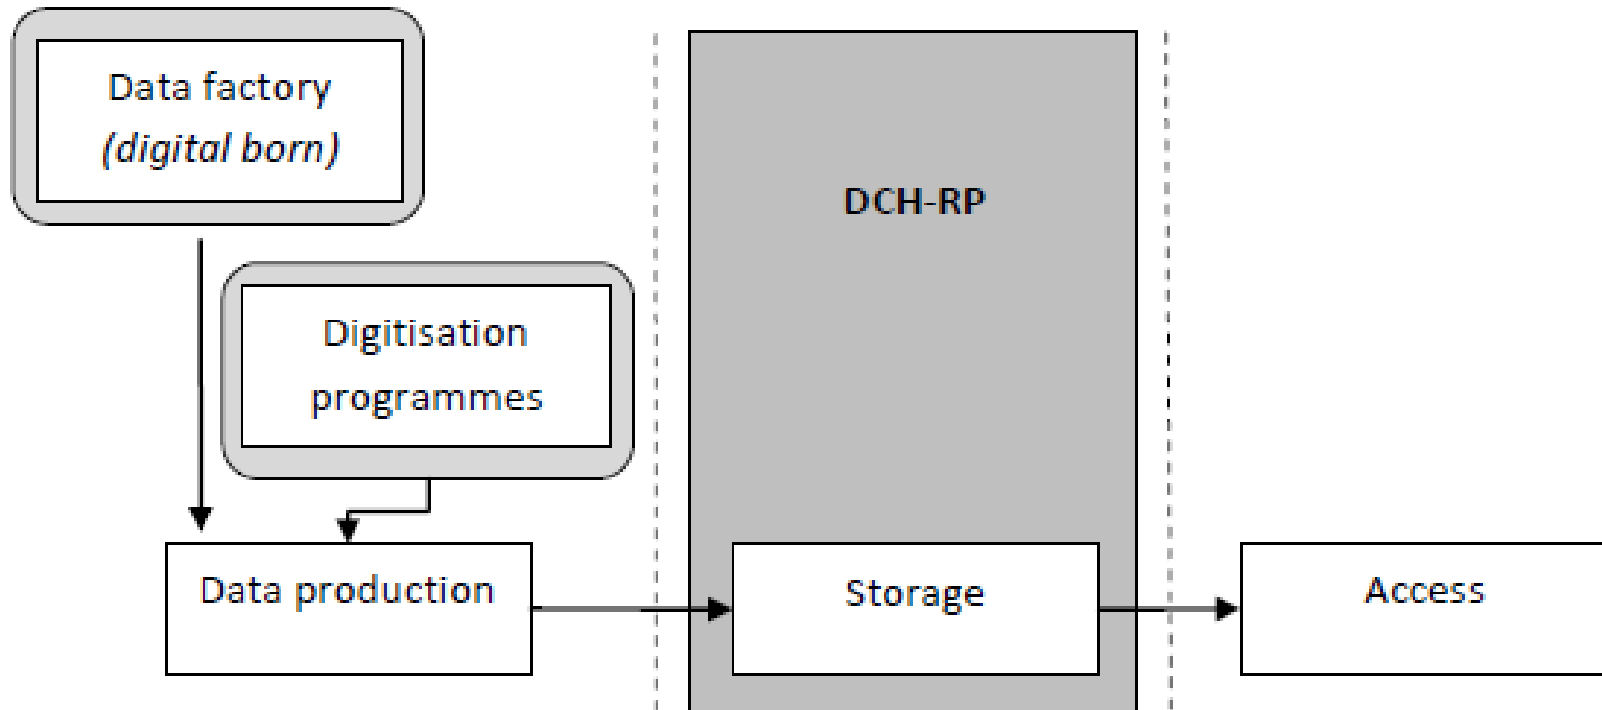 Data factory
(digital born)
DCH-RP
Digitisation
programmes
Data production
Storage
Access